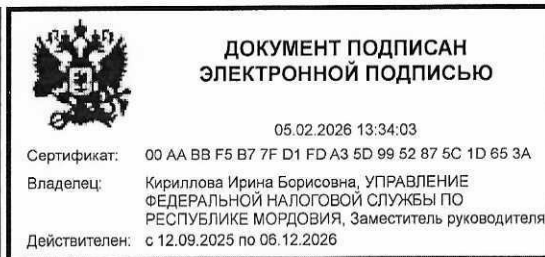 ДОКУМЕНТ ПОДПИСАН
ЭЛЕКТРОННОЙ ПОДПИСЬЮ
05.02.2026 13:34:03
Сертификат: 00 AA BB F5 B7 7F D1 FD A3 5D 99 52 87 5C 1D 65 3A
Владелец: Кириллова Ирина Борисовна, УПРАВЛЕНИЕ
ФЕДЕРАЛЬНОЙ НАЛОГОВОЙ СЛУЖБЫ ПО
РЕСПУБЛИКЕ МОРДОВИЯ, Заместитель руководителя
Действителен: с 12.09.2025 по 06.12.2026